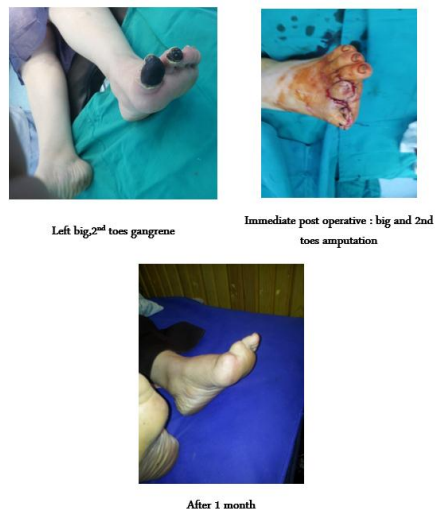 Left big,2nd toes gangrene
Immediate post operative : big and 2nd
toes amputation
After 1 month